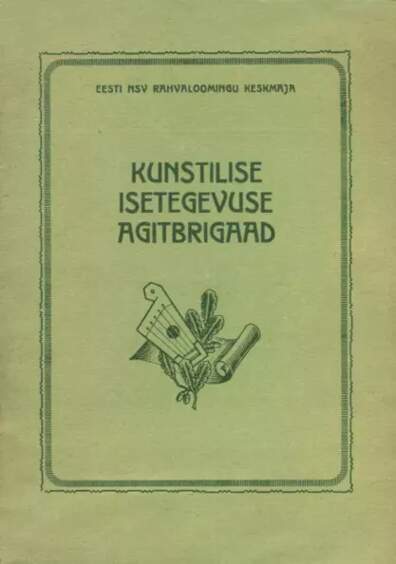 EESTI NSV RAHVALOOMINGU KESKMAJA
KUNSTILISE
ISETEGEVUSE
AGITBRIGAAD